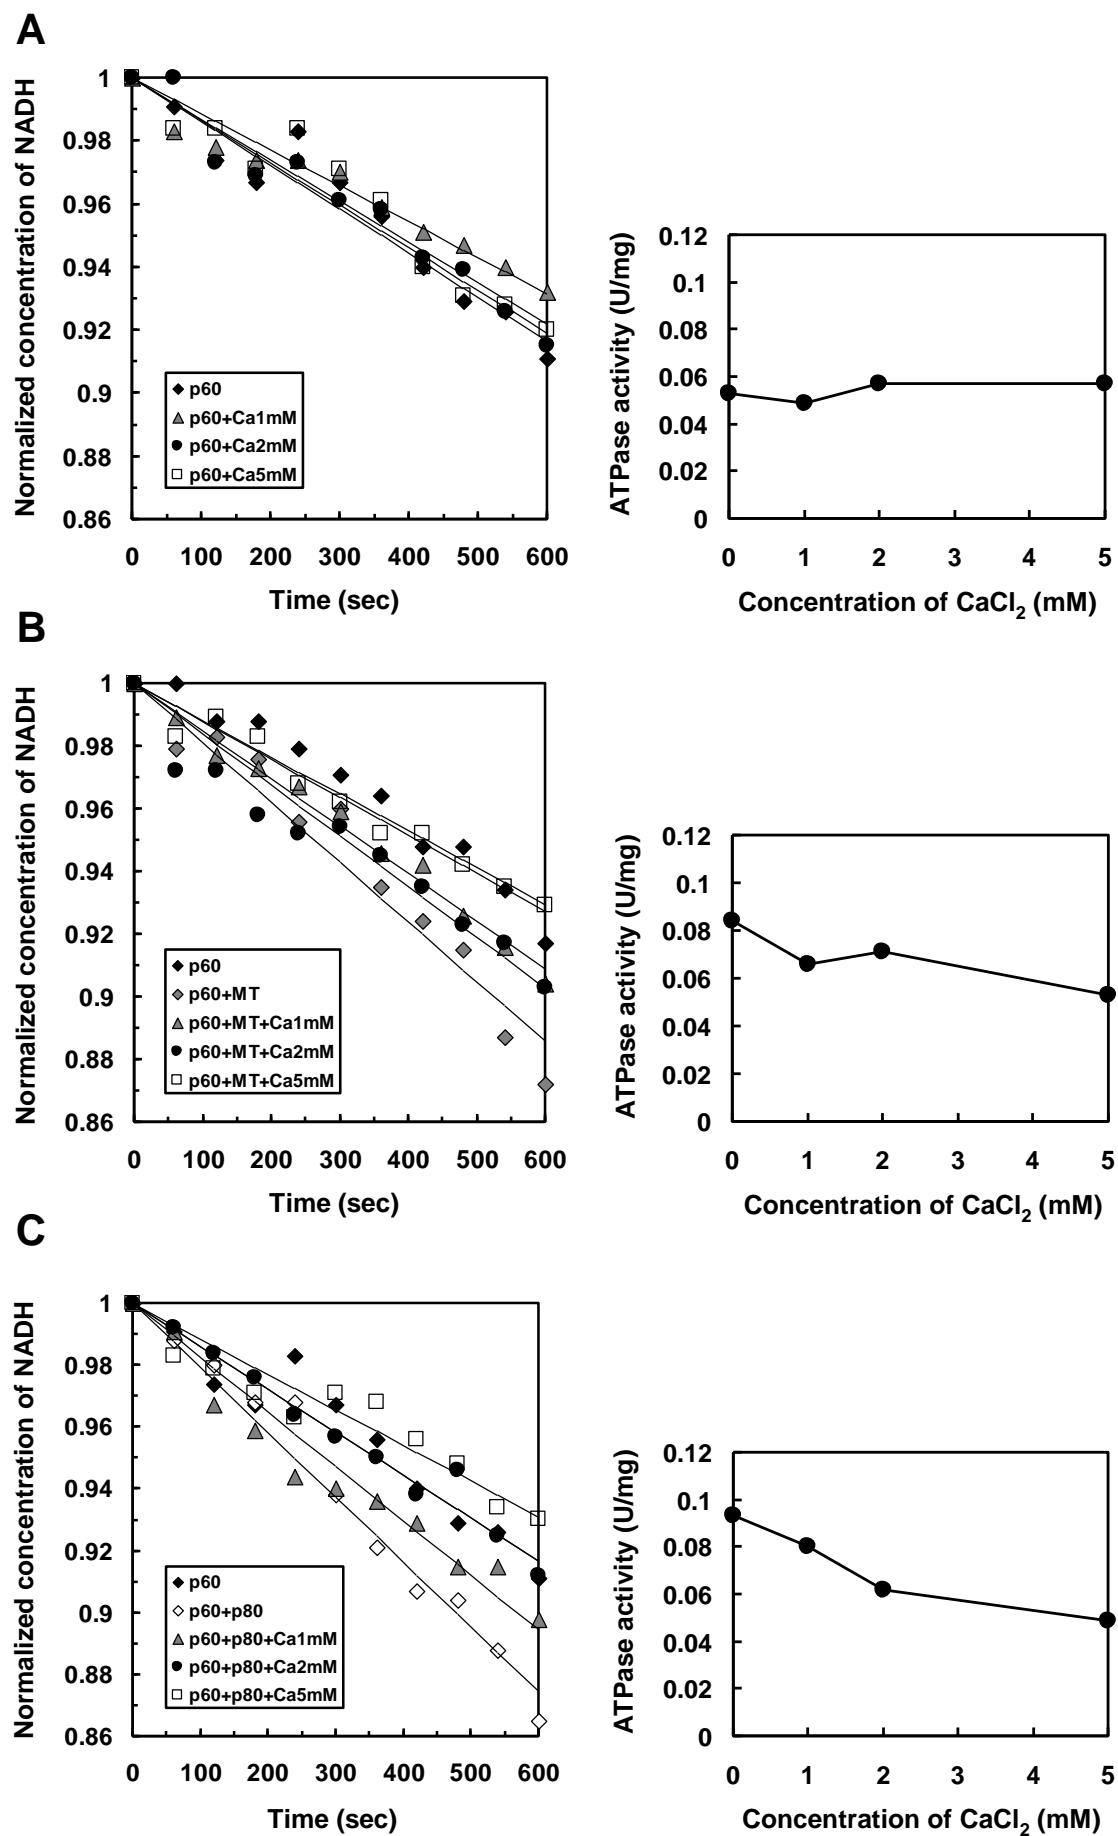 A
Normalized concentration of NADH
1
0.98
0.96
0.94
0.92
0.9
0.88
0.86
p60
p60+Ca1mM
p60+Ca2mM
p60+Ca5mM
0 100 200 300 400 500 600
Time (sec)
ATPase activity (U/mg)
0.12
0.1
0.08
0.06
0.04
0.02
0
0 1 2 3 4 5
Concentration of CaCl2 (mM)
B
Normalized concentration of NADH
1
0.98
0.96
0.94
0.92
0.9
0.88
0.86
p60
p60+MT
p60+MT+Ca1mM
p60+MT+Ca2mM
p60+MT+Ca5mM
0 100 200 300 400 500 600
Time (sec)
ATPase activity (U/mg)
0.12
0.1
0.08
0.06
0.04
0.02
0
0 1 2 3 4 5
Concentration of CaCl2 (mM)
C
Normalized concentration of NADH
1
0.98
0.96
0.94
0.92
0.9
0.88
0.86
p60
p60+p80
p60+p80+Ca1mM
p60+p80+Ca2mM
p60+p80+Ca5mM
0 100 200 300 400 500 600
Time (sec)
ATPase activity (U/mg)
0.12
0.1
0.08
0.06
0.04
0.02
0
0 1 2 3 4 5
Concentration of CaCl2 (mM)